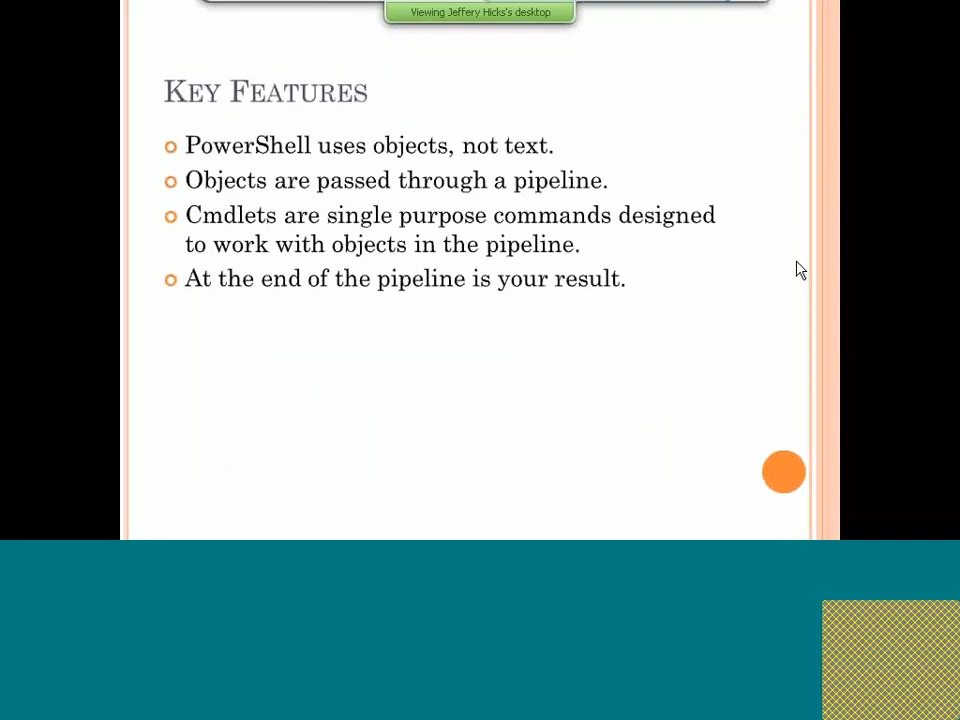 Viewing Jeffery Hicks's desktop
Key Features
PowerShell uses objects, not text.
Objects are passed through a pipeline.
Cmdlets are single purpose commands designed
to work with objects in the pipeline.
At the end of the pipeline is your result.